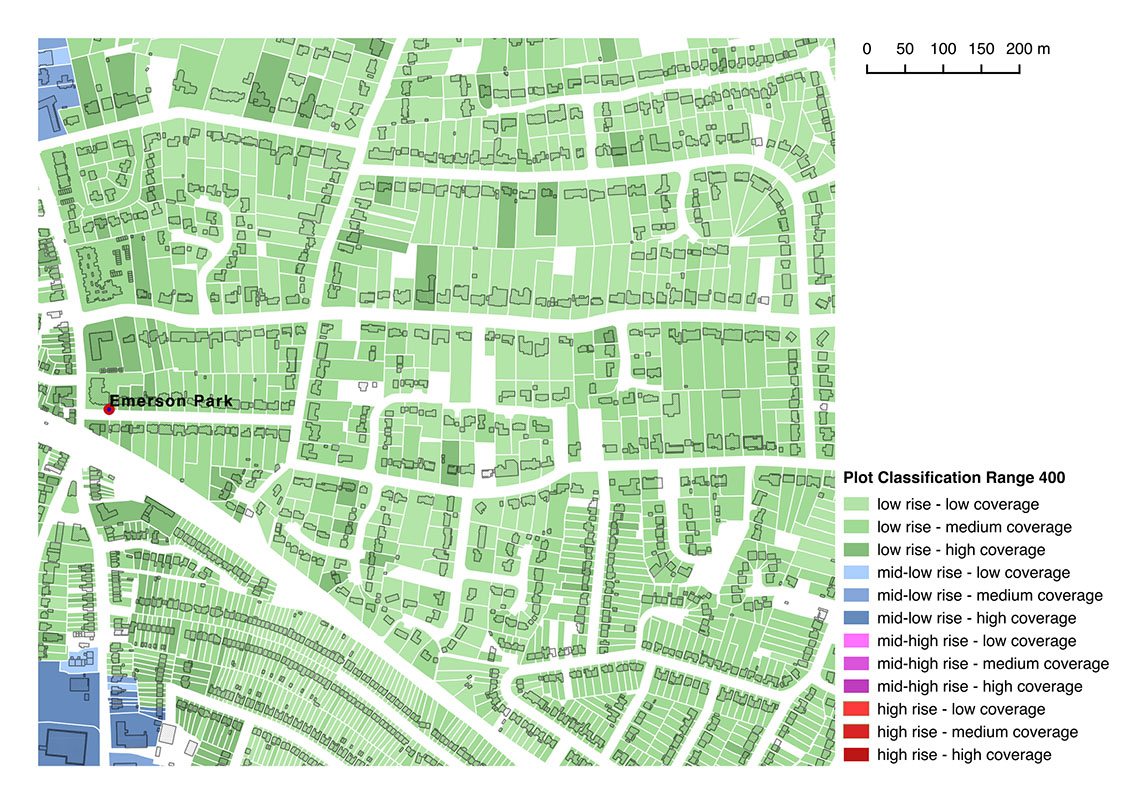 0 50 100 150 200 m
Emerson Park
Plot Classification Range 400
low rise - low coverage
low rise - medium coverage
low rise - high coverage
mid-low rise - low coverage
mid-low rise - medium coverage
mid-low rise - high coverage
mid-high rise - low coverage
mid-high rise - medium coverage
mid-high rise - high coverage
high rise - low coverage
high rise - medium coverage
high rise - high coverage